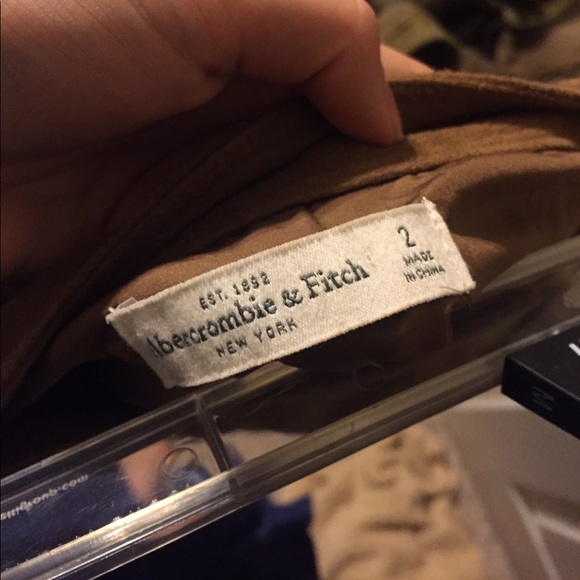 EST. 1892
Abercrombie & Fitch
NEW YORK
2
MADE
IN CHINA
M